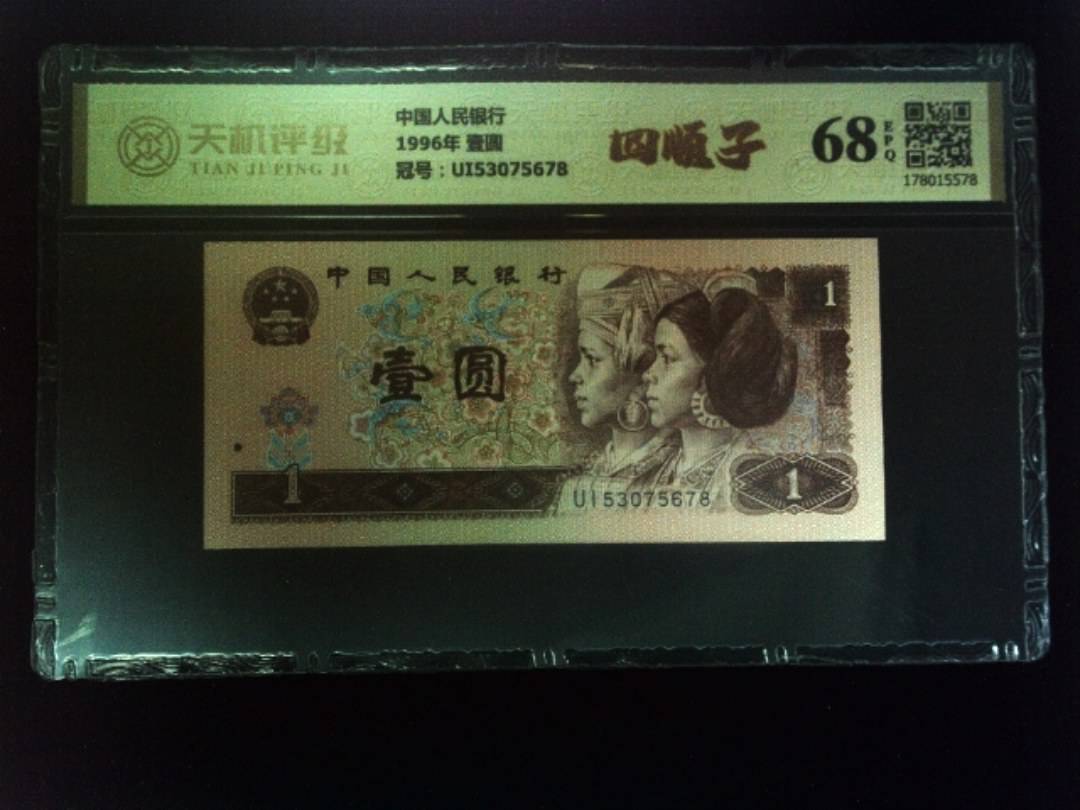 天机评级
TIAN JI PING JI
中国人民银行
1996年 壹圆
冠号：UI53075678
四顺子
68
EPQ
178015578
中国人民银行
1
壹圆
1
UI53075678
1